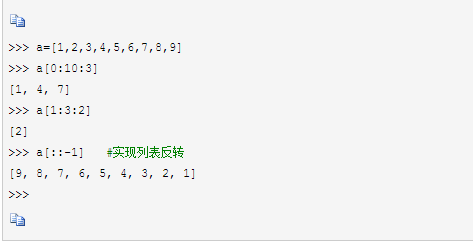 >>> a=[1,2,3,4,5,6,7,8,9]
>>> a[0:10:3]
[1, 4, 7]
>>> a[1:3:2]
[2]
>>> a[::-1]   #实现列表反转
[9, 8, 7, 6, 5, 4, 3, 2, 1]
>>>